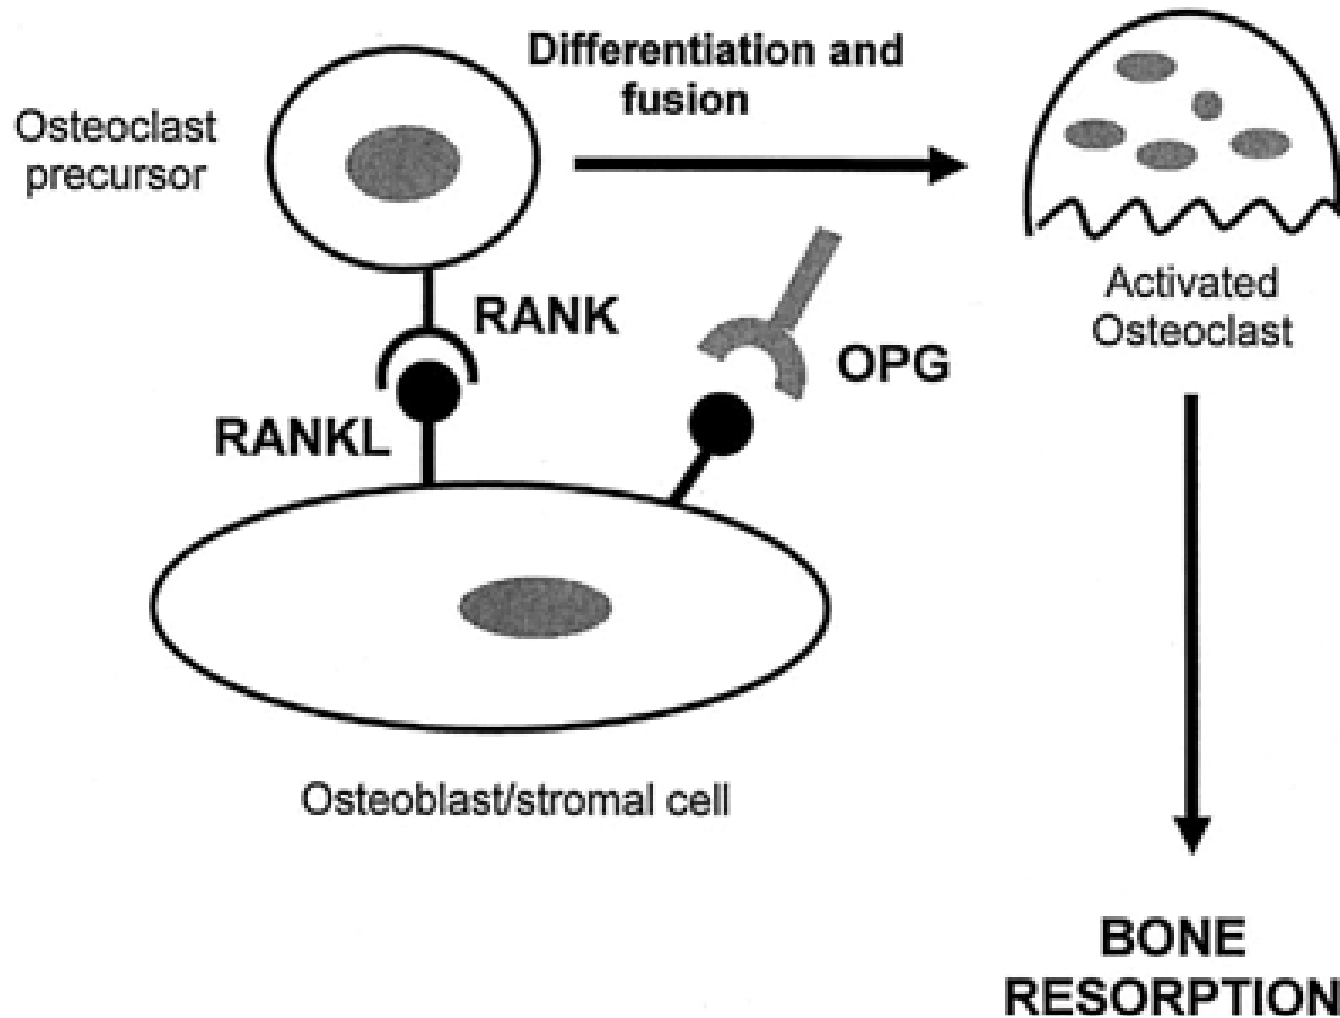 Differentiation and
fusion
Osteoclast
precursor
RANK
OPG
RANKL
Activated
Osteoclast
Osteoblast/stromal cell
BONE
RESORPTION